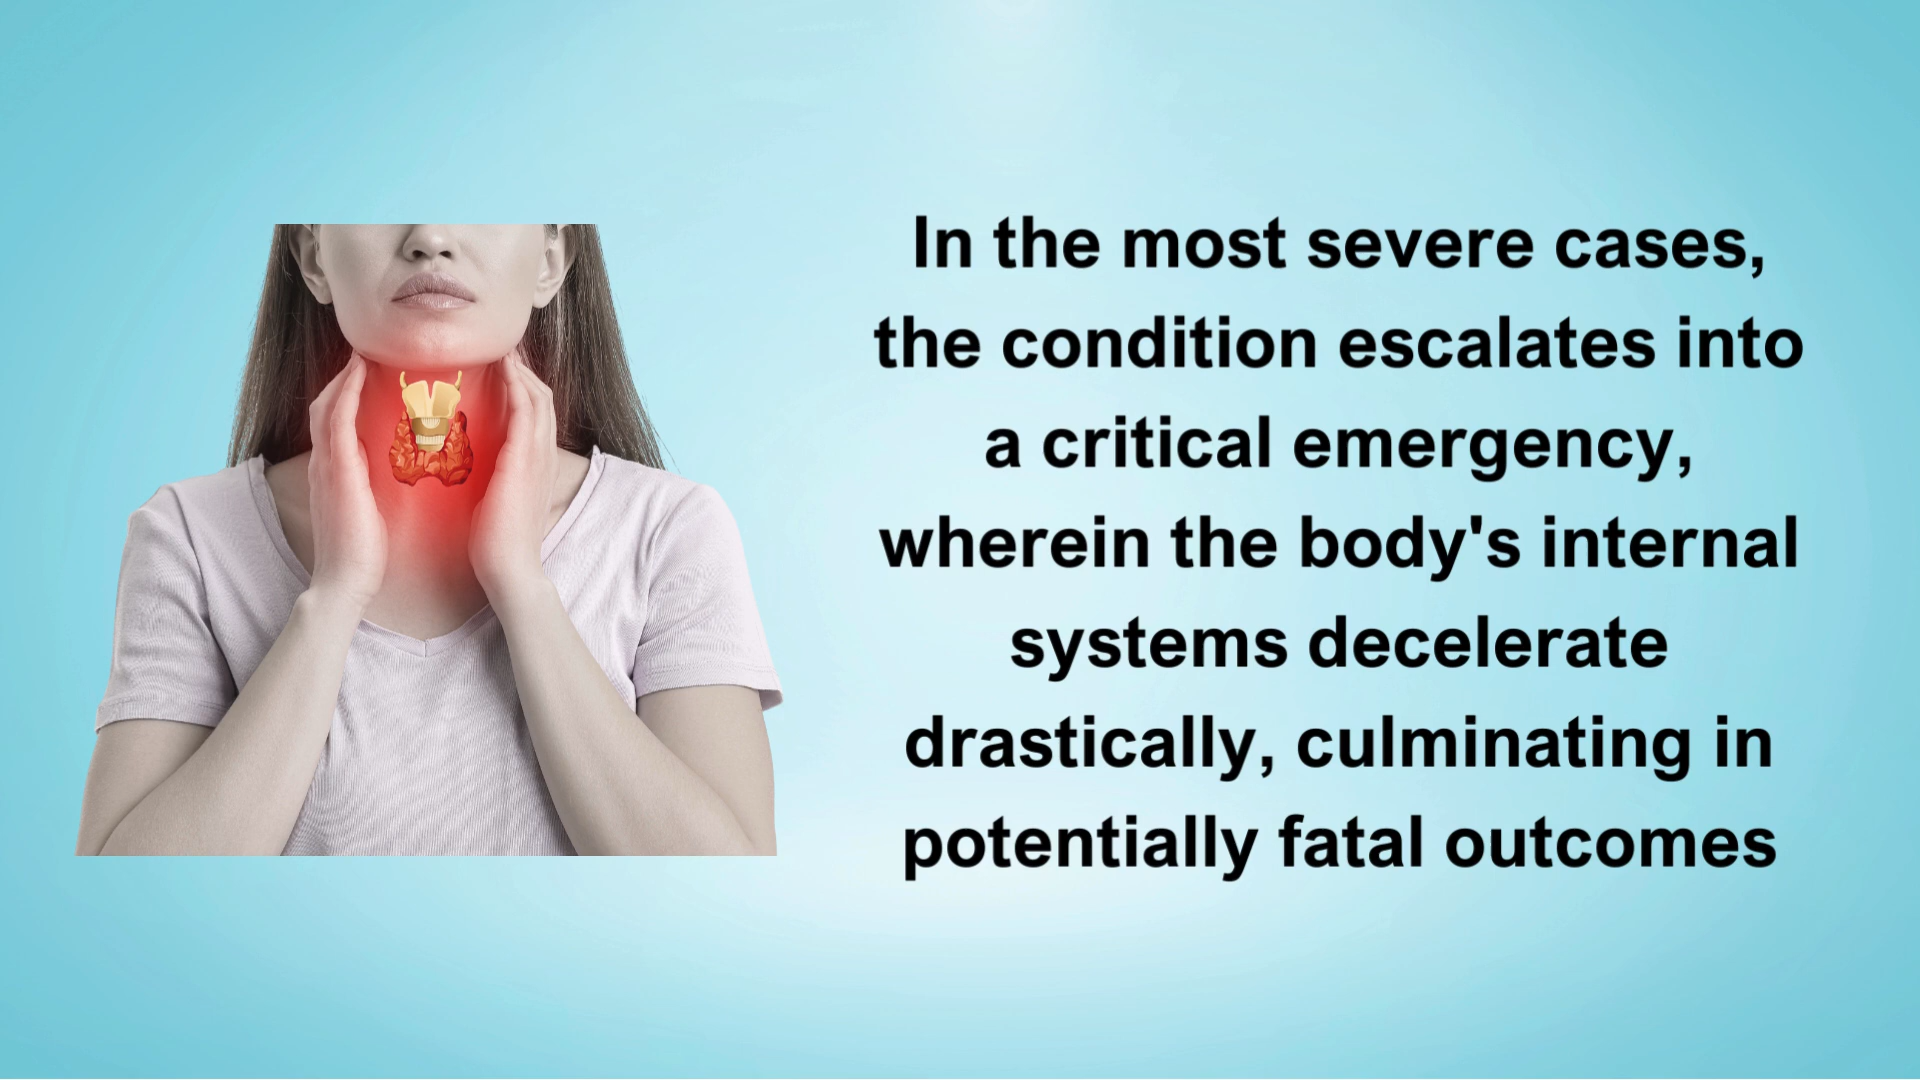 In the most severe cases,
the condition escalates into
a critical emergency,
wherein the body's internal
systems decelerate
drastically, culminating in
potentially fatal outcomes